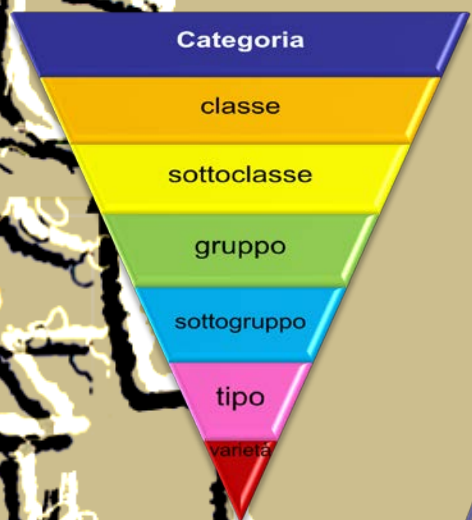 Categoria
classe
sottoclasse
gruppo
sottogruppo
tipo
varietà